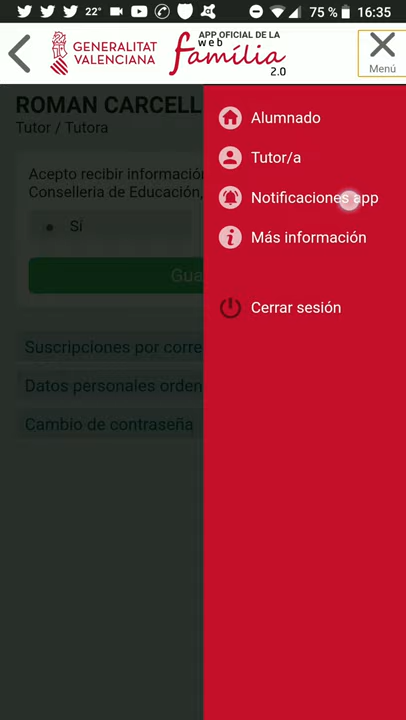 22° 75 % 16:35
GENERALITAT
VALENCIANA
APP OFICIAL DE LA
web
família
2.0
Menú
ROMAN CARCELL
Tutor / Tutora
Acepto recibir informació
Conselleria de Educación,
Sí
Gua
Suscripciones por corre
Datos personales orden
Cambio de contraseña
Alumnado
Tutor/a
Notificaciones app
Más información
Cerrar sesión